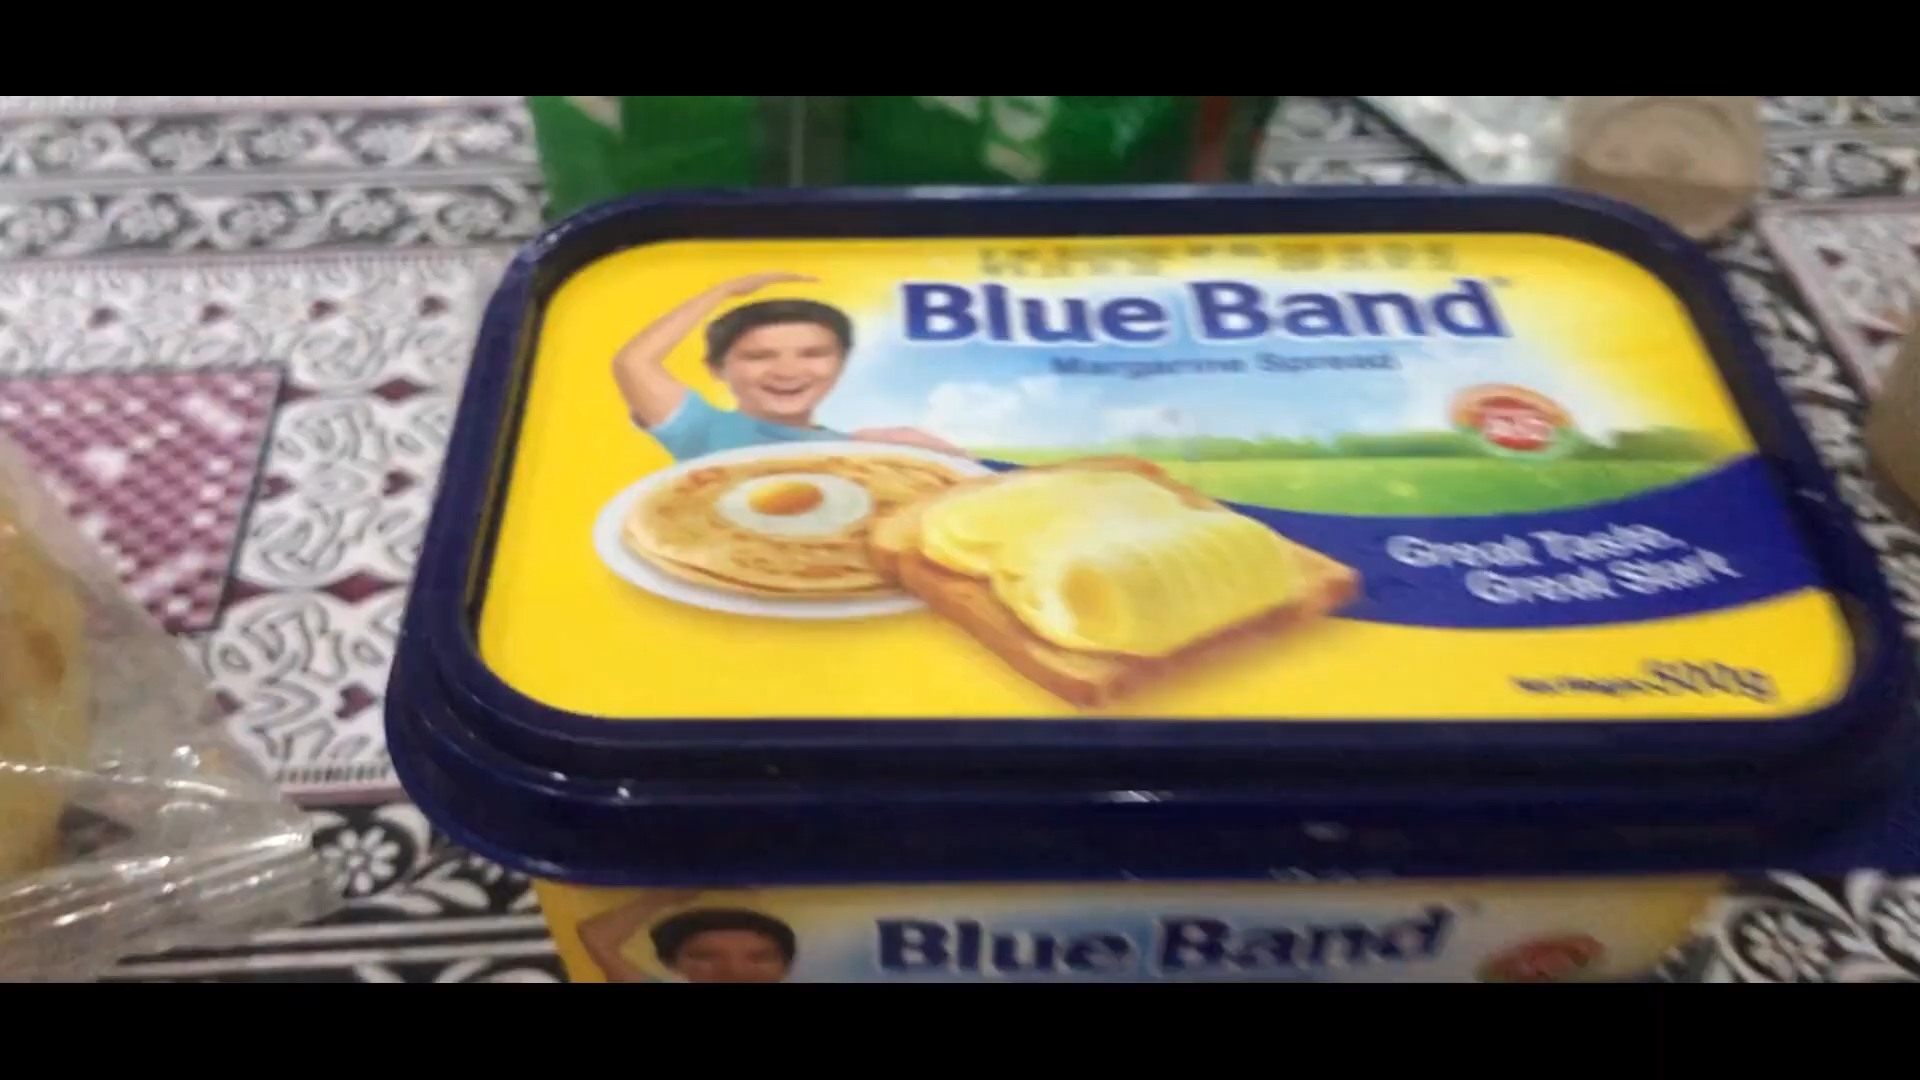 Blue Band
Margarine Spread
Great Taste,
Great Start
Blue Band